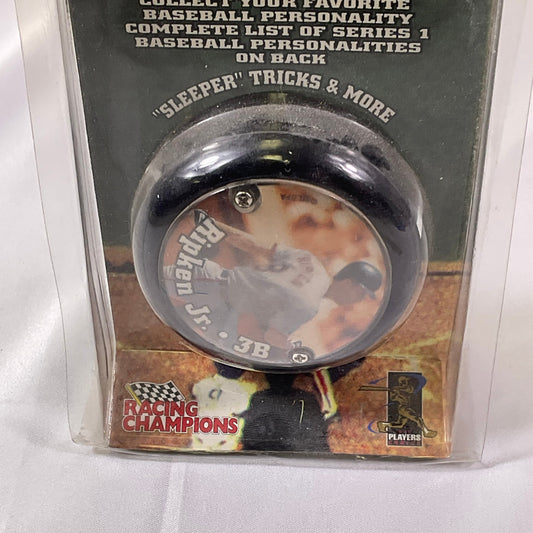 COLLECT YOUR FAVORITE
BASEBALL PERSONALITY
COMPLETE LIST OF SERIES 1
BASEBALL PERSONALITIES
ON BACK
"SLEEPER" TRICKS & MORE
Ripken Jr. • 3B
RACING
CHAMPIONS
PLAYERS